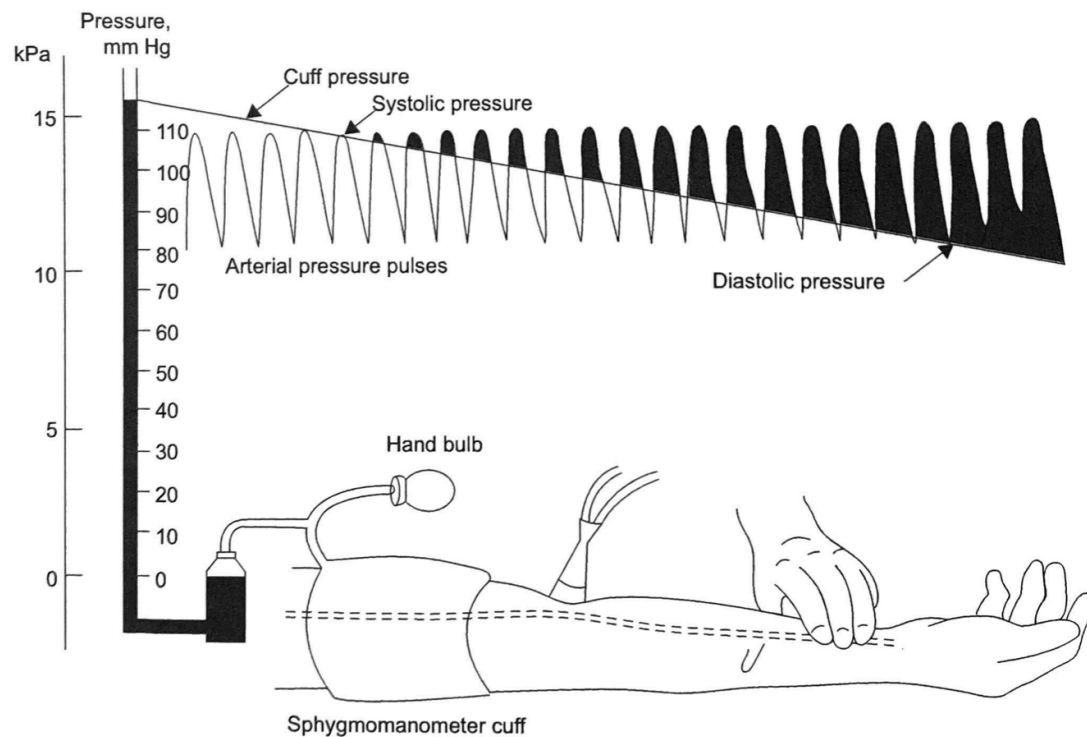 Pressure,
mm Hg
kPa
Cuff pressure
Systolic pressure
15
110
100
90
80
Arterial pressure pulses
Diastolic pressure
10
70
60
50
5
40
30
20
10
0
0
Hand bulb
Sphygmomanometer cuff